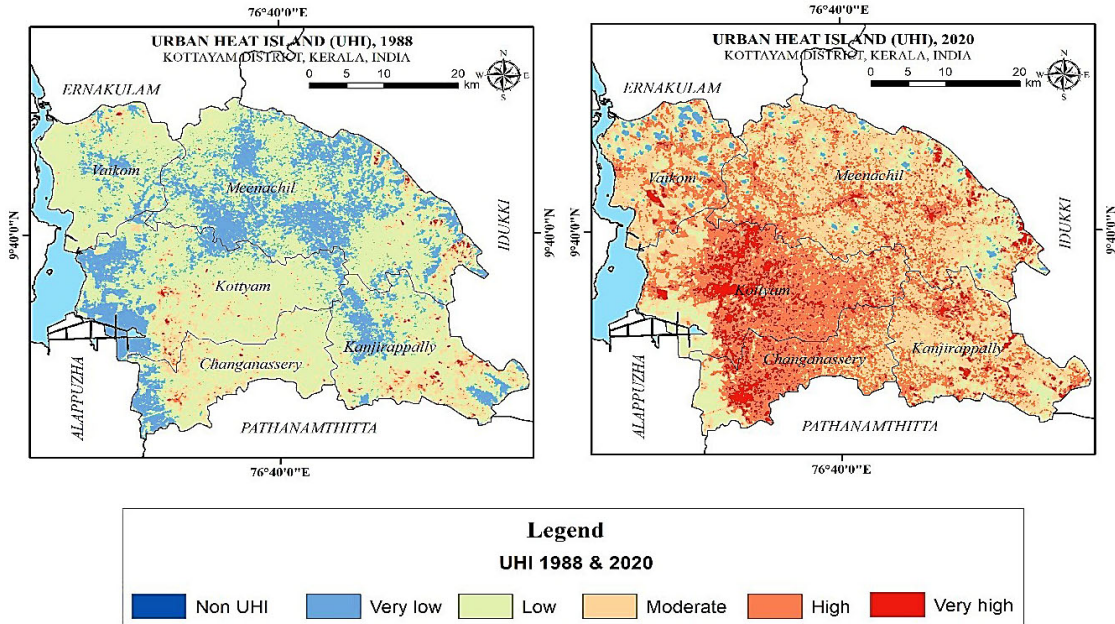 76°40'0"E
URBAN HEAT ISLAND (UHI), 1988
KOTTAYAM DISTRICT, KERALA, INDIA
0 5 10 20
km
N
W E
S
ERNAKULAM
Vaikom
Meenachil
9°40'0"N
IDUKKI
9°40'0"N
Kottyam
Changanassery
Kanjirappally
ALAPPUZHA
PATHANAMTHITTA
76°40'0"E
76°40'0"E
URBAN HEAT ISLAND (UHI), 2020
KOTTAYAM DISTRICT, KERALA, INDIA
0 5 10 20
km
N
W E
S
ERNAKULAM
Vaikom
Meenachil
9°40'0"N
IDUKKI
9°40'0"N
Kottyam
Changanassery
Kanjirappally
ALAPPUZHA
PATHANAMTHITTA
76°40'0"E
Legend
UHI 1988 & 2020
Non UHI Very low Low Moderate High Very high